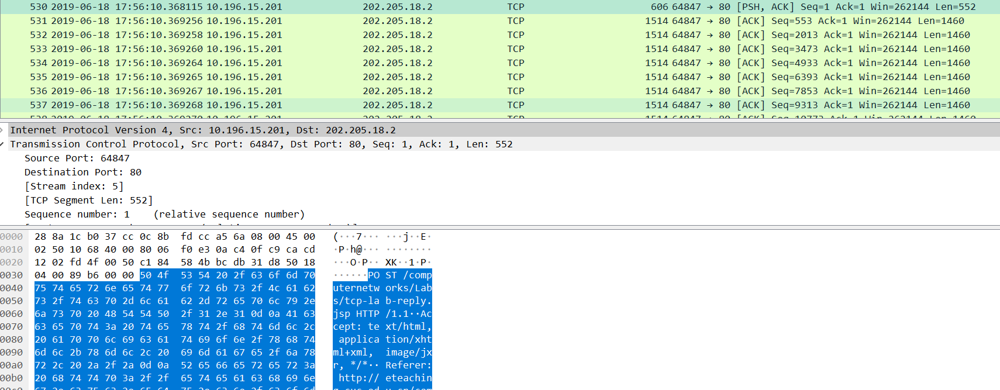 530 2019-06-18 17:56:10.368115 10.196.15.201 202.205.18.2 TCP 606 64847 → 80 [PSH, ACK] Seq=1 Ack=1 Win=262144 Len=552
531 2019-06-18 17:56:10.369256 10.196.15.201 202.205.18.2 TCP 1514 64847 → 80 [ACK] Seq=553 Ack=1 Win=262144 Len=1460
532 2019-06-18 17:56:10.369258 10.196.15.201 202.205.18.2 TCP 1514 64847 → 80 [ACK] Seq=2013 Ack=1 Win=262144 Len=1460
533 2019-06-18 17:56:10.369260 10.196.15.201 202.205.18.2 TCP 1514 64847 → 80 [ACK] Seq=3473 Ack=1 Win=262144 Len=1460
534 2019-06-18 17:56:10.369264 10.196.15.201 202.205.18.2 TCP 1514 64847 → 80 [ACK] Seq=4933 Ack=1 Win=262144 Len=1460
535 2019-06-18 17:56:10.369265 10.196.15.201 202.205.18.2 TCP 1514 64847 → 80 [ACK] Seq=6393 Ack=1 Win=262144 Len=1460
536 2019-06-18 17:56:10.369267 10.196.15.201 202.205.18.2 TCP 1514 64847 → 80 [ACK] Seq=7853 Ack=1 Win=262144 Len=1460
537 2019-06-18 17:56:10.369268 10.196.15.201 202.205.18.2 TCP 1514 64847 → 80 [ACK] Seq=9313 Ack=1 Win=262144 Len=1460
Internet Protocol Version 4, Src: 10.196.15.201, Dst: 202.205.18.2
Transmission Control Protocol, Src Port: 64847, Dst Port: 80, Seq: 1, Ack: 1, Len: 552
Source Port: 64847
Destination Port: 80
[Stream index: 5]
[TCP Segment Len: 552]
Sequence number: 1 (relative sequence number)
0000 28 8a 1c b0 37 cc 0c 8b fd cc a5 6a 08 00 45 00 (···7··· ···j··E·
0010 02 50 10 68 40 00 80 06 f0 e3 0a c4 0f c9 ca cd ·P·h@··· ········
0020 12 02 fd 4f 00 50 c1 84 58 4b bc db 31 d8 50 18 ···O·P·· XK··1·P·
0030 04 00 89 b6 00 00 50 4f 53 54 20 2f 63 6f 6d 70 ······PO ST /comp
0040 75 74 65 72 6e 65 74 77 6f 72 6b 73 2f 4c 61 62 uternetw orks/Lab
0050 73 2f 74 63 70 2d 6c 61 62 2d 72 65 70 6c 79 2e s/tcp-la b-reply.
0060 6a 73 70 20 48 54 54 50 2f 31 2e 31 0d 0a 41 63 jsp HTTP /1.1··Ac
0070 63 65 70 74 3a 20 74 65 78 74 2f 68 74 6d 6c 2c cept: te xt/html,
0080 20 61 70 70 6c 69 63 61 74 69 6f 6e 2f 78 68 74 applica tion/xht
0090 6d 6c 2b 78 6d 6c 2c 20 69 6d 61 67 65 2f 6a 78 ml+xml, image/jx
00a0 72 2c 20 2a 2f 2a 0d 0a 52 65 66 65 72 65 72 3a r, */*·· Referer:
00b0 20 68 74 74 70 3a 2f 2f 65 74 65 61 63 68 69 6e http:// eteachin